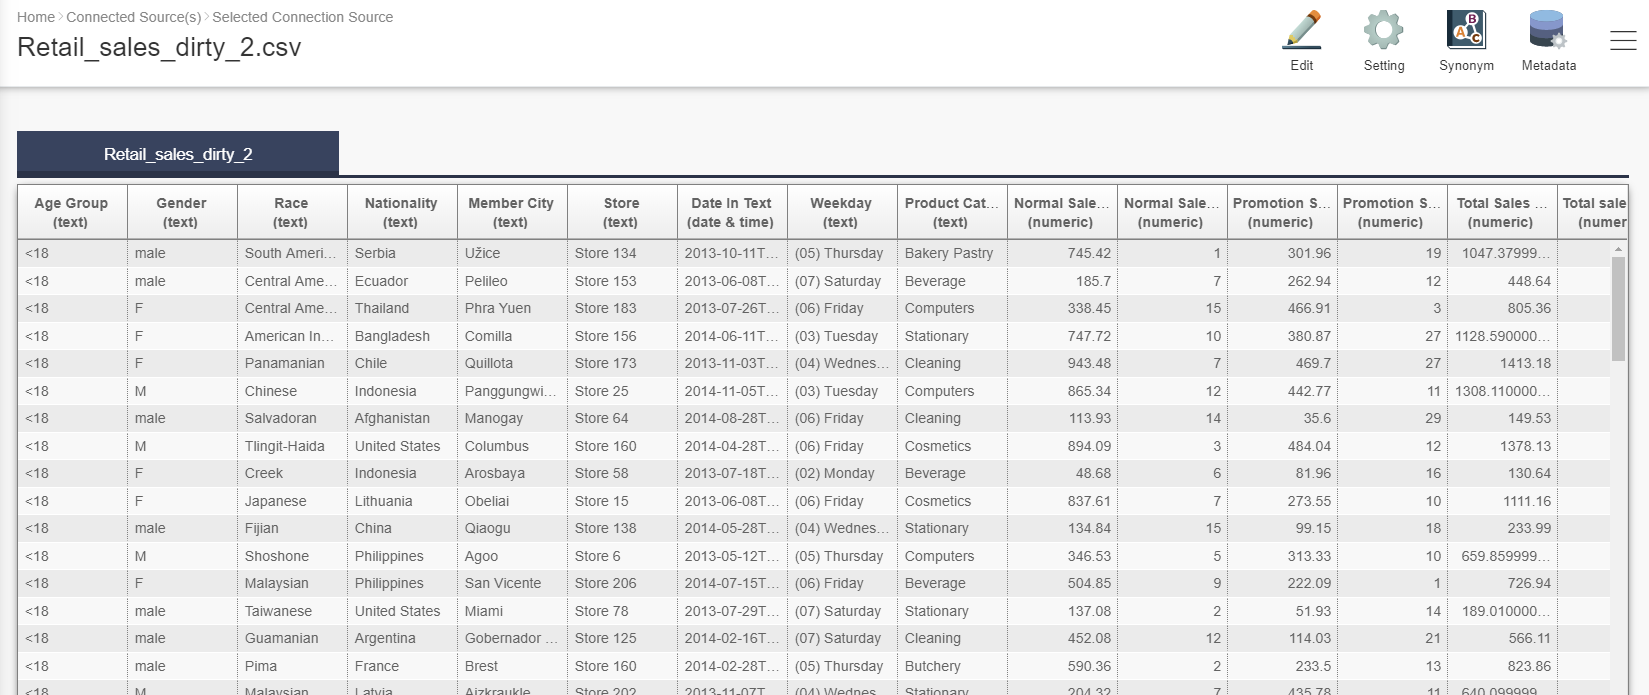 Home > Connected Source(s) > Selected Connection Source
Retail_sales_dirty_2.csv
Edit Setting Synonym Metadata
Retail_sales_dirty_2
Age Group (text) Gender (text) Race (text) Nationality (text) Member City (text) Store (text) Date In Text (date & time) Weekday (text) Product Cat... (text) Normal Sale... (numeric) Normal Sale... (numeric) Promotion S... (numeric) Promotion S... (numeric) Total Sales ... (numeric) Total sale (numer
<18 male South Ameri... Serbia Užice Store 134 2013-10-11T... (05) Thursday Bakery Pastry 745.42 1 301.96 19 1047.37999...
<18 male Central Ame... Ecuador Pelileo Store 153 2013-06-08T... (07) Saturday Beverage 185.7 7 262.94 12 448.64
<18 F Central Ame... Thailand Phra Yuen Store 183 2013-07-26T... (06) Friday Computers 338.45 15 466.91 3 805.36
<18 F American In... Bangladesh Comilla Store 156 2014-06-11T... (03) Tuesday Stationary 747.72 10 380.87 27 1128.590000...
<18 F Panamanian Chile Quillota Store 173 2013-11-03T... (04) Wednes... Cleaning 943.48 7 469.7 27 1413.18
<18 M Chinese Indonesia Panggungwi... Store 25 2014-11-05T... (03) Tuesday Computers 865.34 12 442.77 11 1308.110000...
<18 male Salvadoran Afghanistan Manogay Store 64 2014-08-28T... (06) Friday Cleaning 113.93 14 35.6 29 149.53
<18 M Tlingit-Haida United States Columbus Store 160 2014-04-28T... (06) Friday Cosmetics 894.09 3 484.04 12 1378.13
<18 F Creek Indonesia Arosbaya Store 58 2013-07-18T... (02) Monday Beverage 48.68 6 81.96 16 130.64
<18 F Japanese Lithuania Obeliai Store 15 2013-06-08T... (06) Friday Cosmetics 837.61 7 273.55 10 1111.16
<18 male Fijian China Qiaogu Store 138 2014-05-28T... (04) Wednes... Stationary 134.84 15 99.15 18 233.99
<18 M Shoshone Philippines Agoo Store 6 2013-05-12T... (05) Thursday Computers 346.53 5 313.33 10 659.859999...
<18 F Malaysian Philippines San Vicente Store 206 2014-07-15T... (06) Friday Beverage 504.85 9 222.09 1 726.94
<18 male Taiwanese United States Miami Store 78 2013-07-29T... (07) Saturday Stationary 137.08 2 51.93 14 189.010000...
<18 male Guamanian Argentina Gobernador ... Store 125 2014-02-16T... (07) Saturday Cleaning 452.08 12 114.03 21 566.11
<18 male Pima France Brest Store 160 2014-02-28T... (05) Thursday Butchery 590.36 2 233.5 13 823.86
<18 M Malaysian Latvia Aizkraukle Store 202 2013-11-07T... (04) Wednes... Stationary 204.32 7 435.78 11 640.099999...